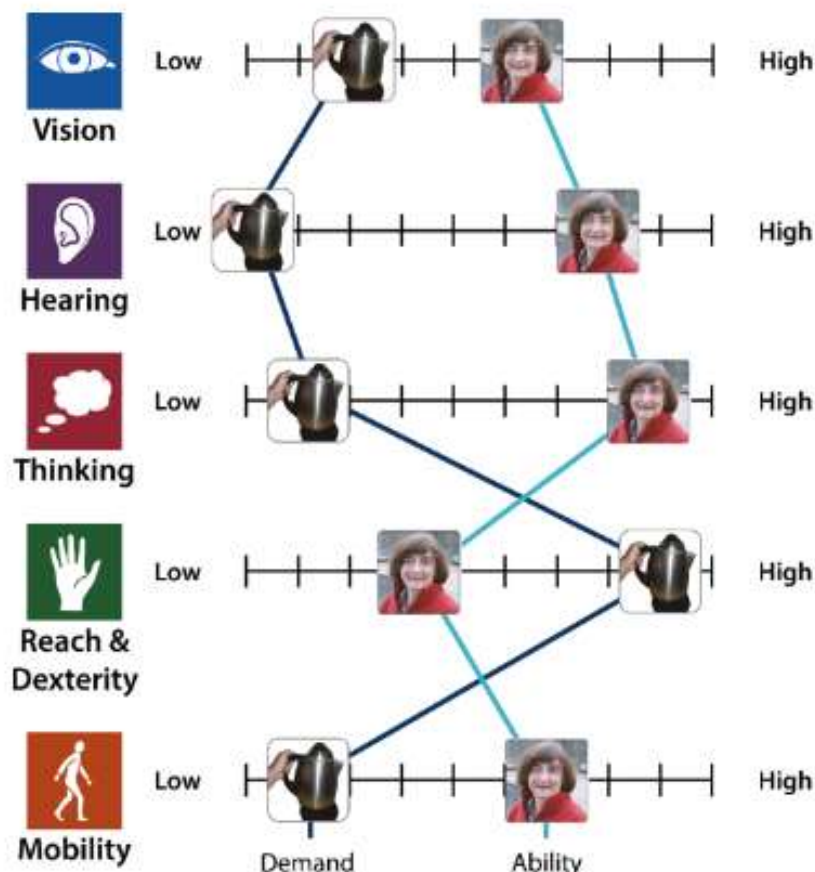 Low High
Vision
Low High
Hearing
Low High
Thinking
Low High
Reach &
Dexterity
Low High
Mobility
Demand Ability